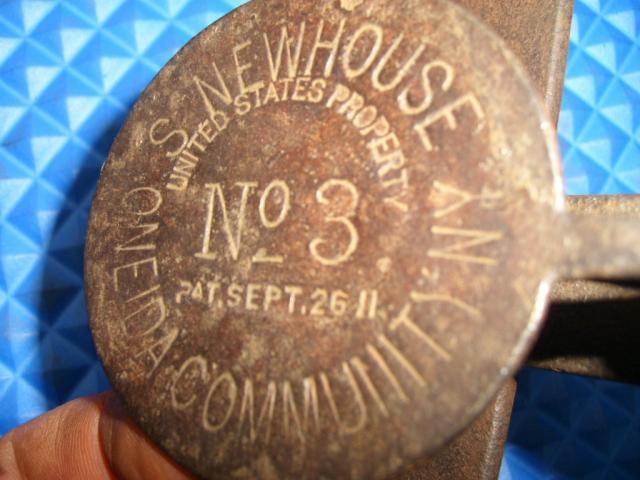 S. NEWHOUSE
UNITED STATES PROPERTY
No 3
PAT. SEPT. 26 11.
ONEIDA COMMUNITY N.Y.